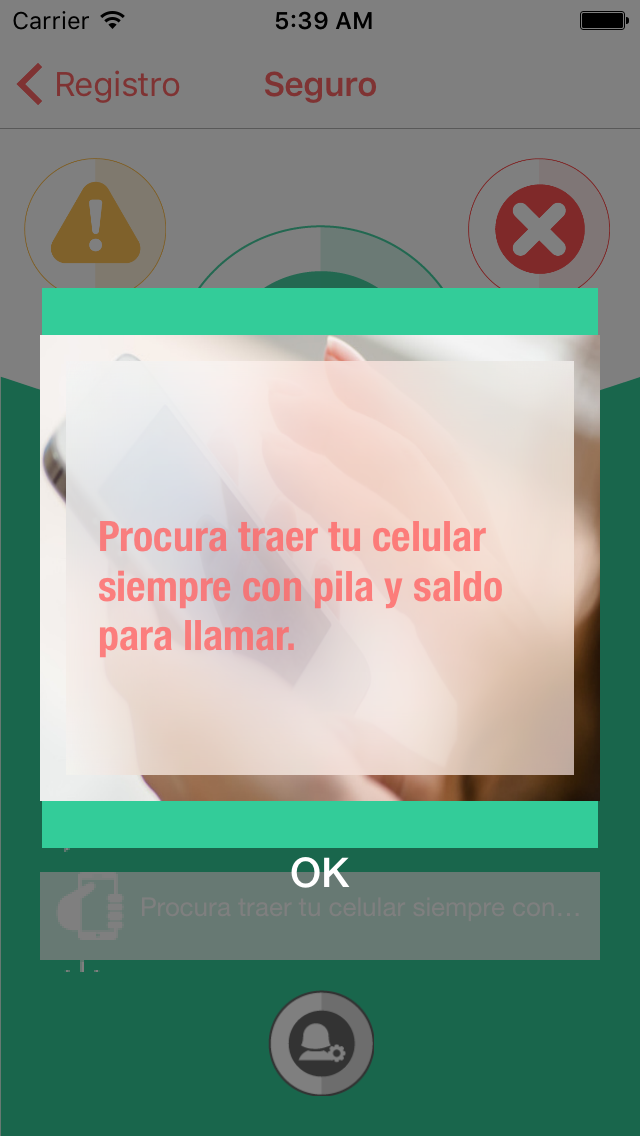 Carrier 5:39 AM
Registro Seguro
Procura traer tu celular
siempre con pila y saldo
para llamar.
OK
Procura traer tu celular siempre con...